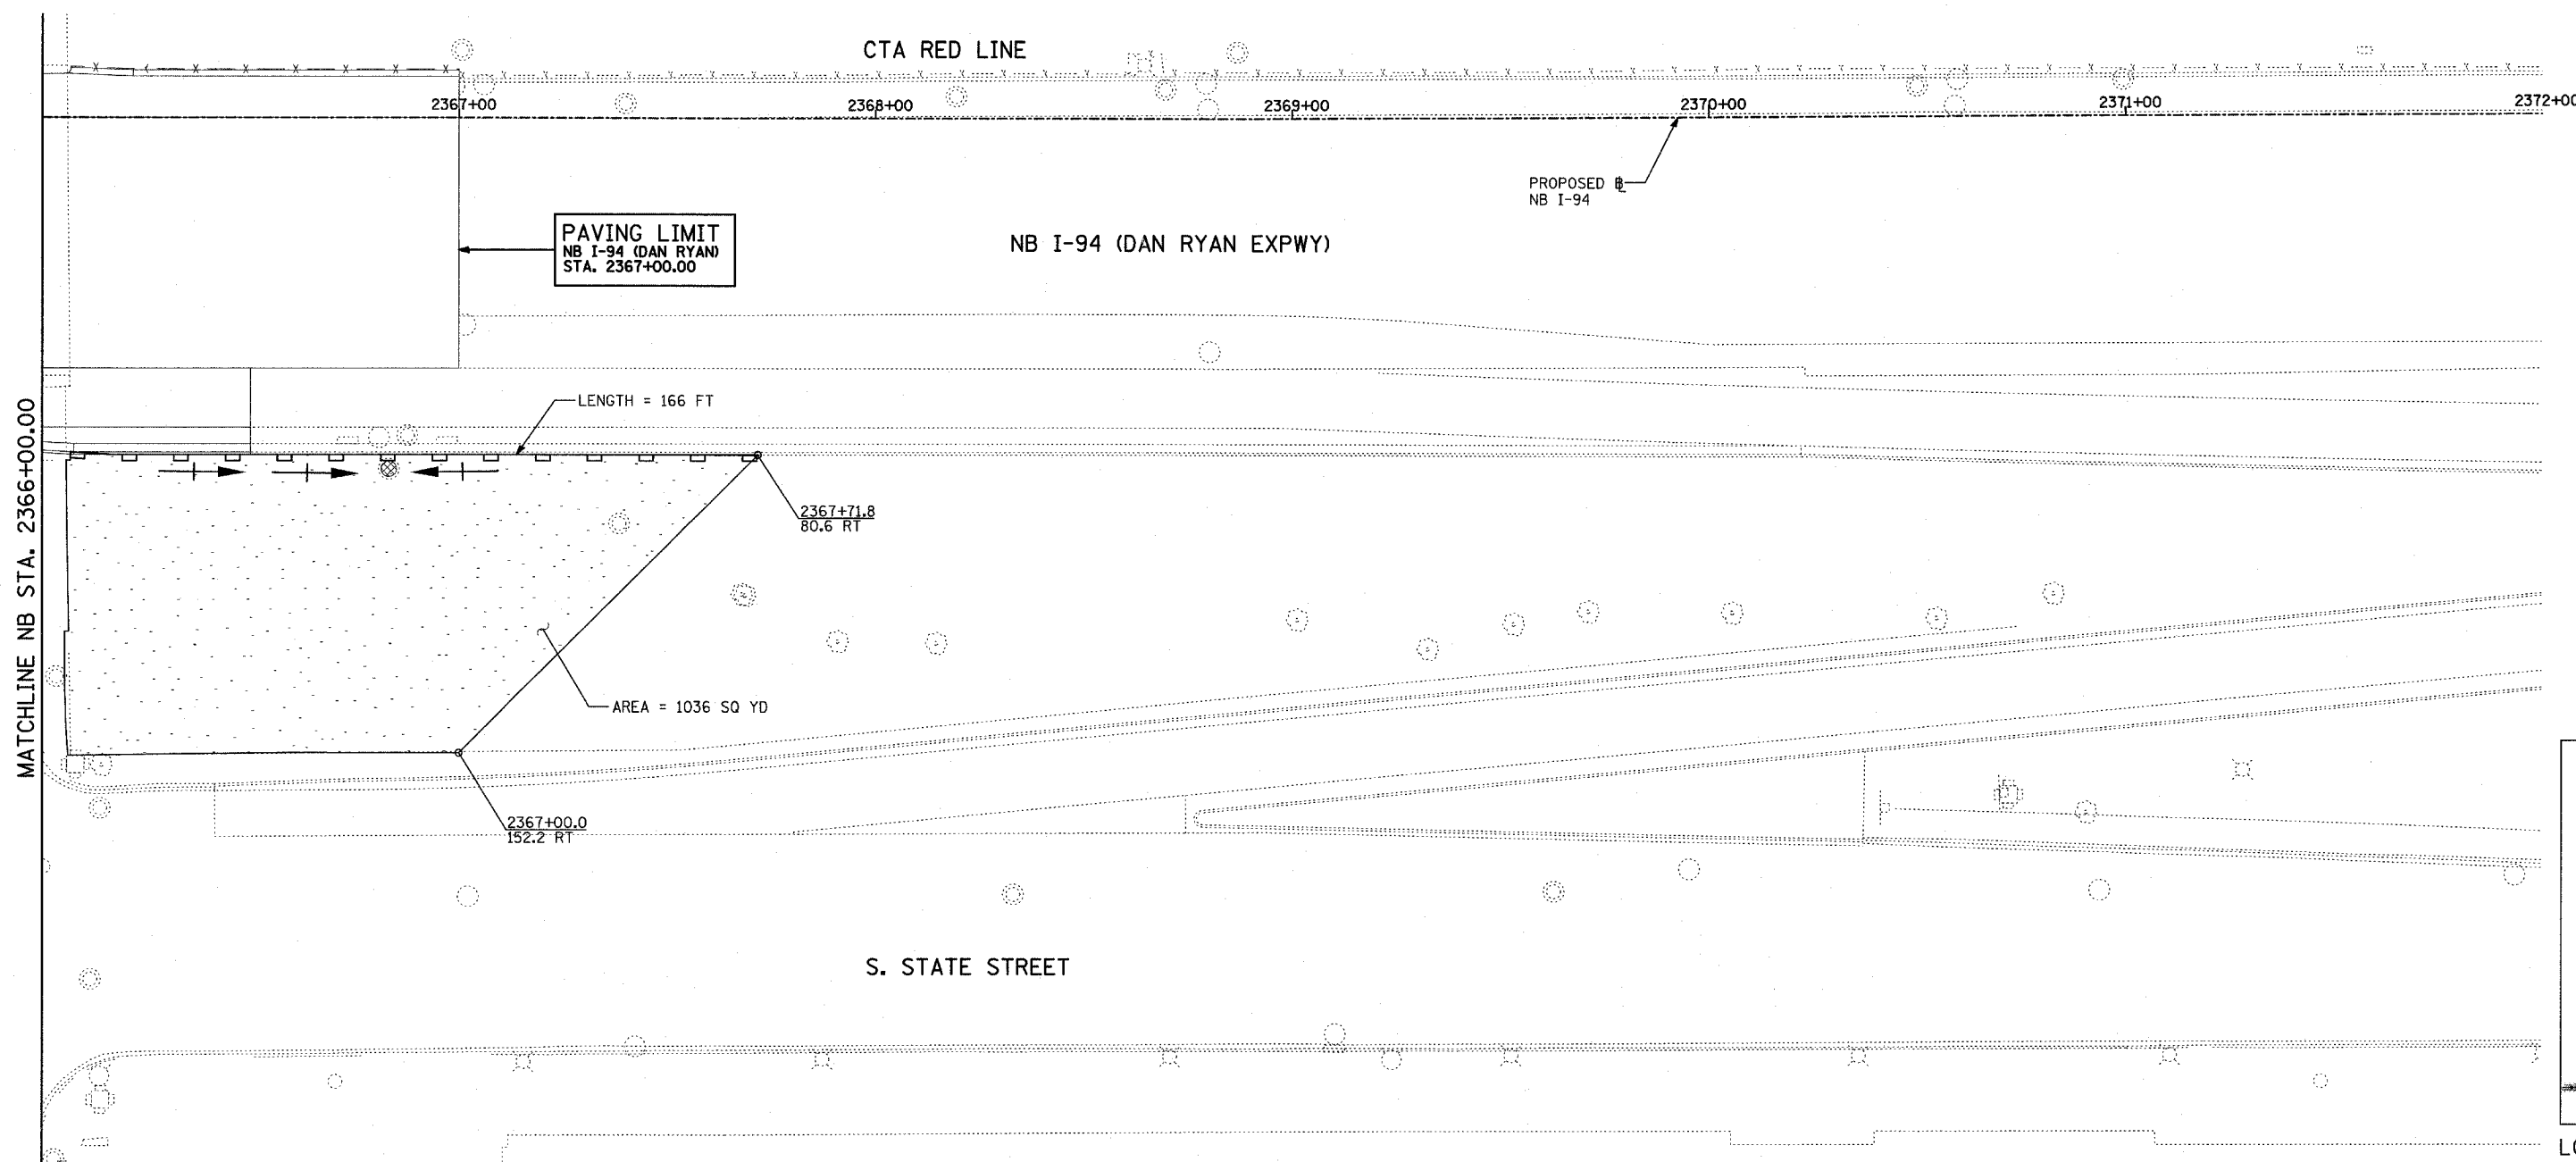 CTA RED LINE
2367+00
2368+00
2369+00
2370+00
2371+00
2372+00
PROPOSED ℄
NB I-94
PAVING LIMIT
NB I-94 (DAN RYAN)
STA. 2367+00.00
NB I-94 (DAN RYAN EXPWY)
LENGTH = 166 FT
MATCHLINE NB STA. 2366+00.00
2367+71.8
80.6 RT
AREA = 1036 SQ YD
2367+00.0
152.2 RT
S. STATE STREET